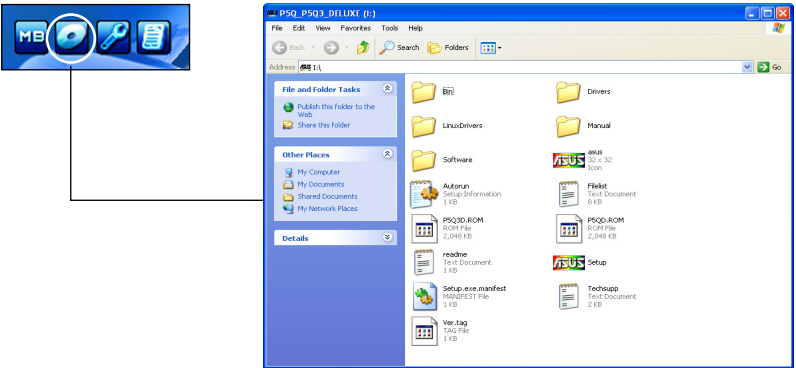 MB
P5Q_P5Q3_DELUXE (I:)
File Edit View Favorites Tools Help
Back Search Folders
Address I:\ Go
File and Folder Tasks
Publish this folder to the
Web
Share this folder
Other Places
My Computer
My Documents
Shared Documents
My Network Places
Details
Bin
Drivers
LinuxDrivers
Manual
Software
ASUS
asus
32 x 32
Icon
Autorun
Setup Information
1 KB
Filelist
Text Document
8 KB
P5Q3D.ROM
ROM File
2,048 KB
P5QD.ROM
ROM File
2,048 KB
readme
Text Document
1 KB
ASUS
Setup
Setup.exe.manifest
MANIFEST File
1 KB
Techsupp
Text Document
2 KB
Ver.tag
TAG File
1 KB